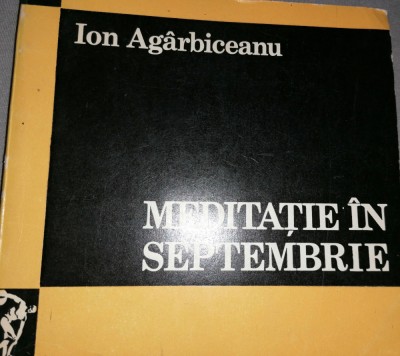 Ion Agârbiceanu
MEDITAȚIE ÎN
SEPTEMBRIE